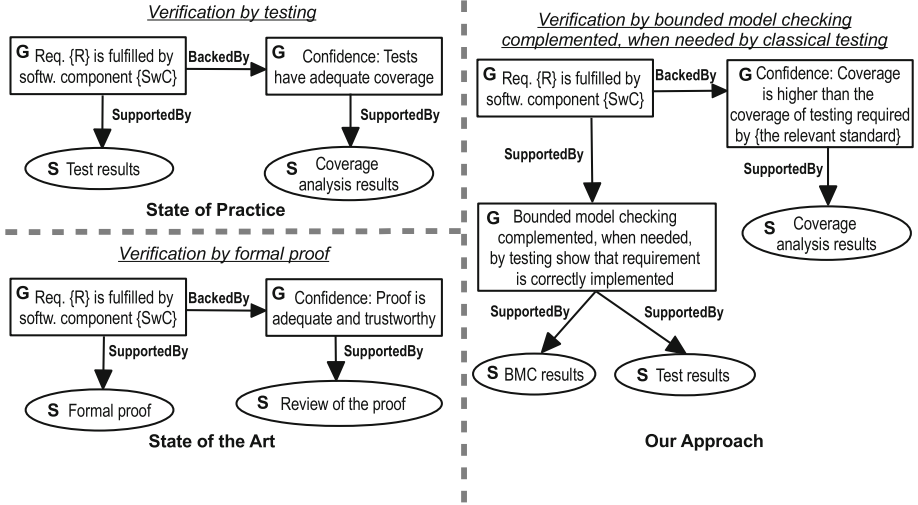 Verification by testing
G Req. {R} is fulfilled by
softw. component {SwC}
BackedBy
G Confidence: Tests
have adequate coverage
SupportedBy
SupportedBy
S Test results
S Coverage
analysis results
State of Practice
Verification by formal proof
G Req. {R} is fulfilled by
softw. component {SwC}
BackedBy
G Confidence: Proof is
adequate and trustworthy
SupportedBy
SupportedBy
S Formal proof
S Review of the proof
State of the Art
Verification by bounded model checking
complemented, when needed by classical testing
G Req. {R} is fulfilled by
softw. component {SwC}
BackedBy
G Confidence: Coverage
is higher than the
coverage of testing required
by {the relevant standard}
SupportedBy
SupportedBy
G Bounded model checking
complemented, when needed,
by testing show that requirement
is correctly implemented
S Coverage
analysis results
SupportedBy
SupportedBy
S BMC results
S Test results
Our Approach